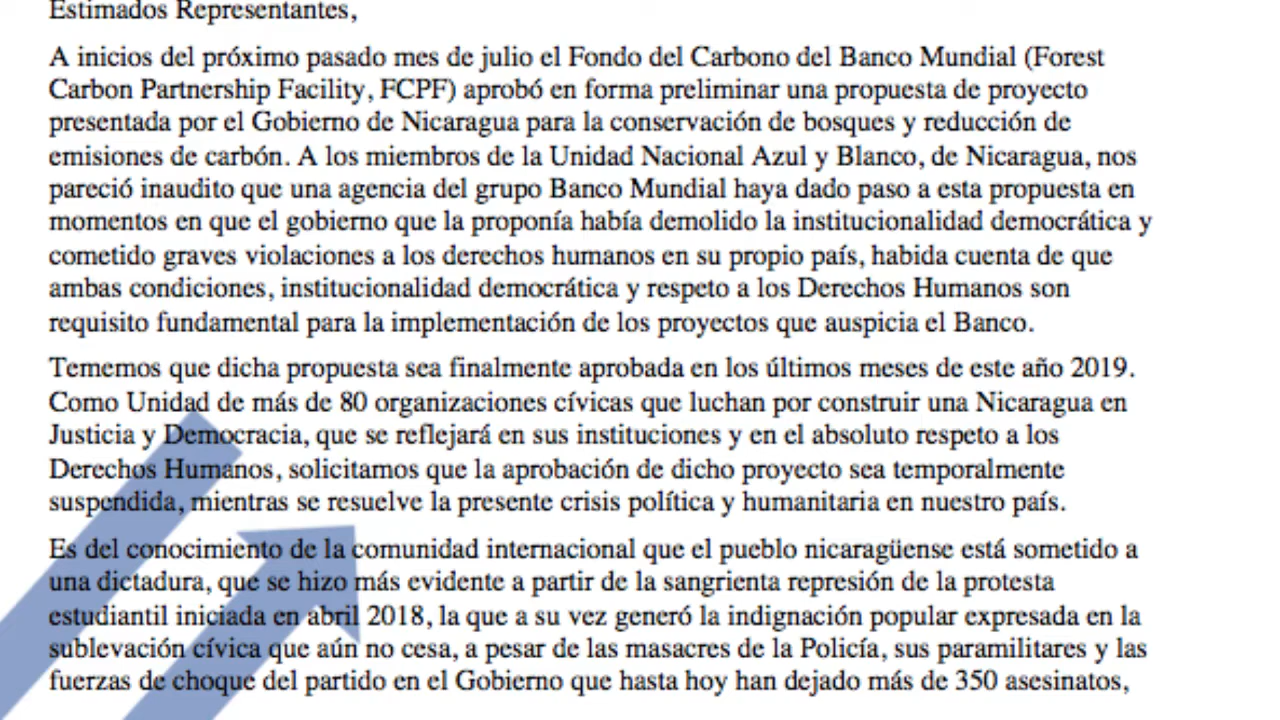 Estimados Representantes,
A inicios del próximo pasado mes de julio el Fondo del Carbono del Banco Mundial (Forest
Carbon Partnership Facility, FCPF) aprobó en forma preliminar una propuesta de proyecto
presentada por el Gobierno de Nicaragua para la conservación de bosques y reducción de
emisiones de carbón. A los miembros de la Unidad Nacional Azul y Blanco, de Nicaragua, nos
pareció inaudito que una agencia del grupo Banco Mundial haya dado paso a esta propuesta en
momentos en que el gobierno que la proponía había demolido la institucionalidad democrática y
cometido graves violaciones a los derechos humanos en su propio país, habida cuenta de que
ambas condiciones, institucionalidad democrática y respeto a los Derechos Humanos son
requisito fundamental para la implementación de los proyectos que auspicia el Banco.
Tememos que dicha propuesta sea finalmente aprobada en los últimos meses de este año 2019.
Como Unidad de más de 80 organizaciones cívicas que luchan por construir una Nicaragua en
Justicia y Democracia, que se reflejará en sus instituciones y en el absoluto respeto a los
Derechos Humanos, solicitamos que la aprobación de dicho proyecto sea temporalmente
suspendida, mientras se resuelve la presente crisis política y humanitaria en nuestro país.
Es del conocimiento de la comunidad internacional que el pueblo nicaragüense está sometido a
una dictadura, que se hizo más evidente a partir de la sangrienta represión de la protesta
estudiantil iniciada en abril 2018, la que a su vez generó la indignación popular expresada en la
sublevación cívica que aún no cesa, a pesar de las masacres de la Policía, sus paramilitares y las
fuerzas de choque del partido en el Gobierno que hasta hoy han dejado más de 350 asesinatos,